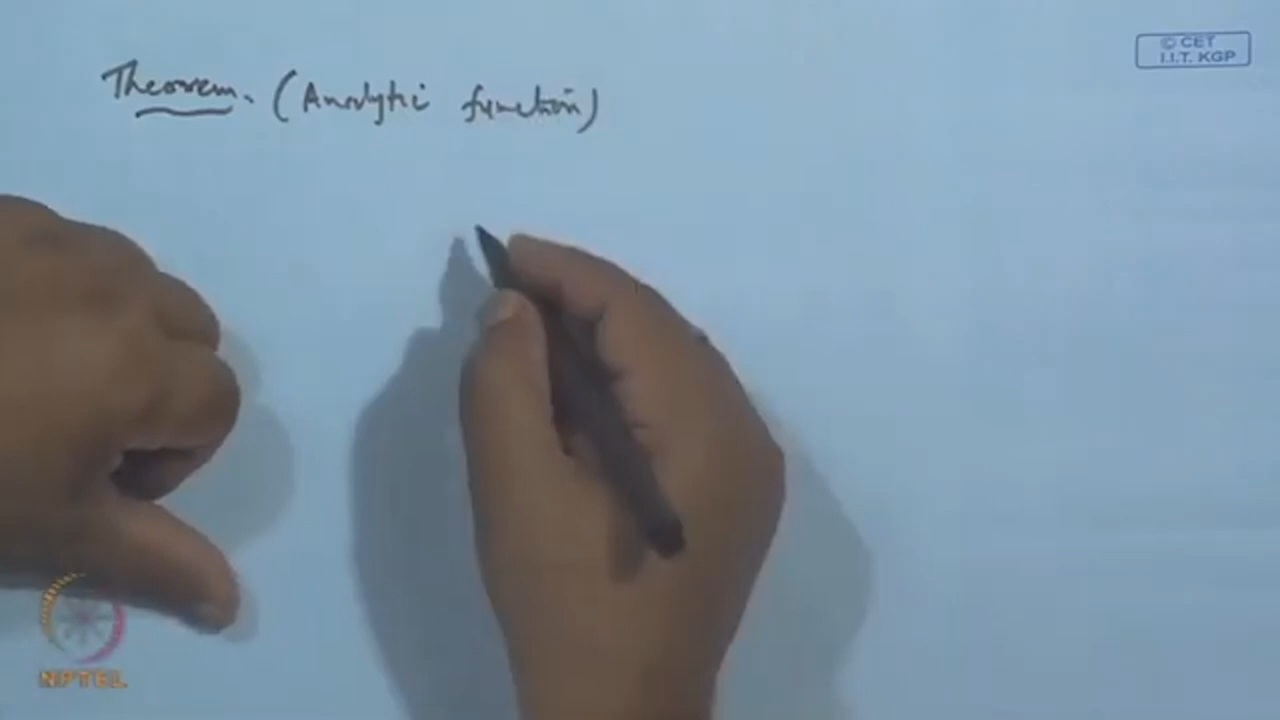 Theorem. (Analytic function)
© CET
I.I.T. KGP
NPTEL